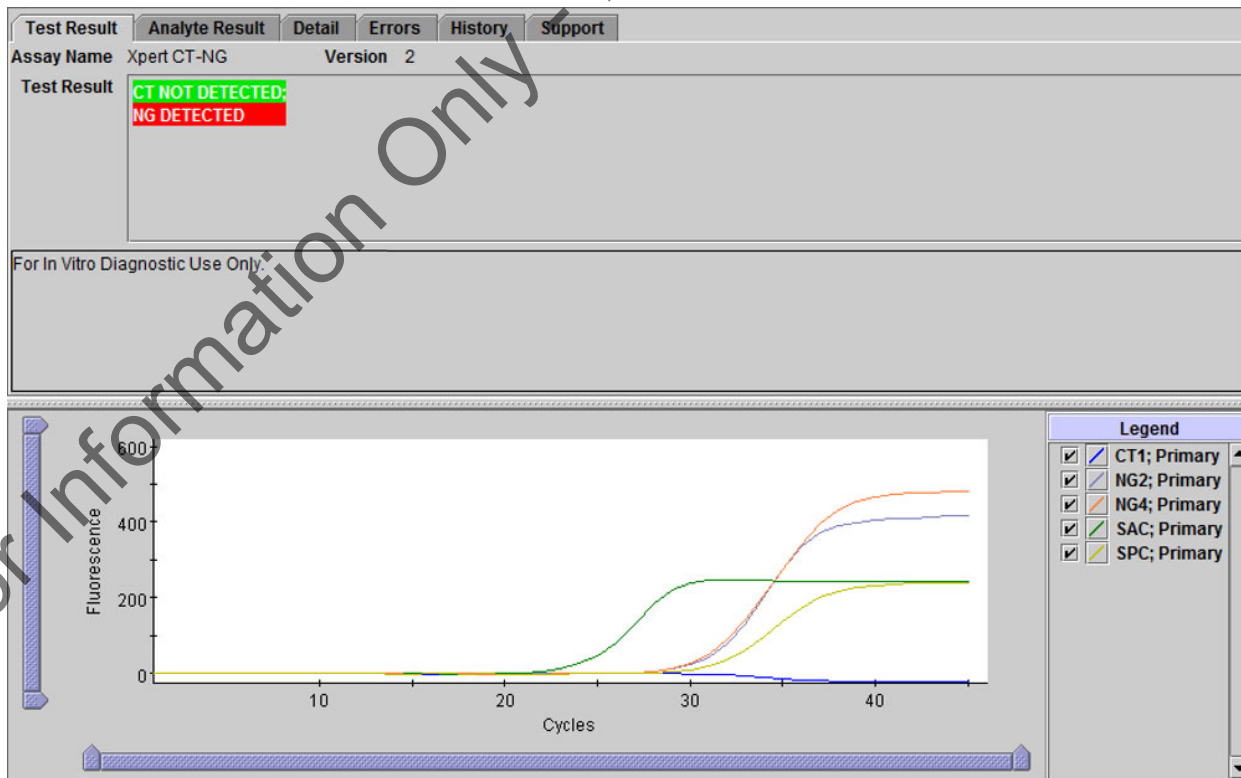 Test Result Analyte Result Detail Errors History Support
Assay Name Xpert CT-NG Version 2
Test Result
CT NOT DETECTED;
NG DETECTED
For In Vitro Diagnostic Use Only.
Legend
CT1; Primary
NG2; Primary
NG4; Primary
SAC; Primary
SPC; Primary
Fluorescence
600
400
200
0
10 20 30 40
Cycles
or Information Only -